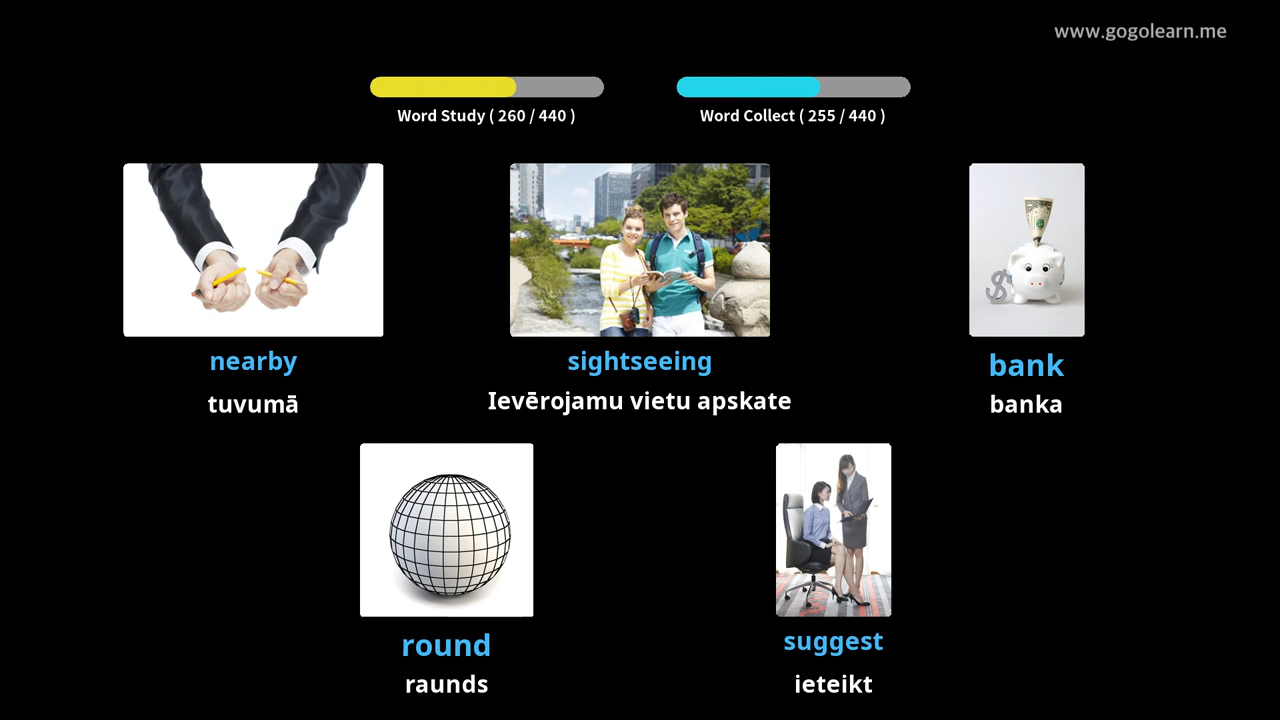 www.gogolearn.me
Word Study ( 260 / 440 )
Word Collect ( 255 / 440 )
nearby
tuvumā
sightseeing
Ievērojamu vietu apskate
bank
banka
round
raunds
suggest
ieteikt